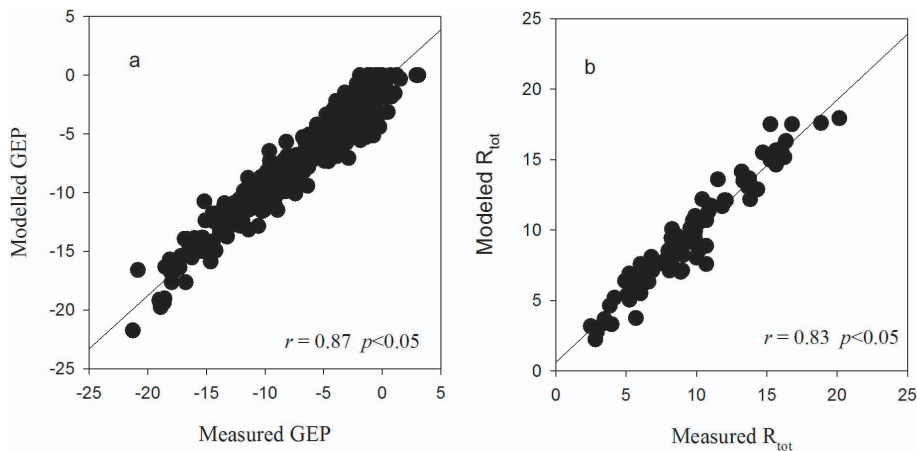 a
Modelled GEP
5
0
-5
-10
-15
-20
-25
r = 0.87 p<0.05
-25 -20 -15 -10 -5 0 5
Measured GEP
b
Modeled Rtot
25
20
15
10
5
0
r = 0.83 p<0.05
0 5 10 15 20 25
Measured Rtot